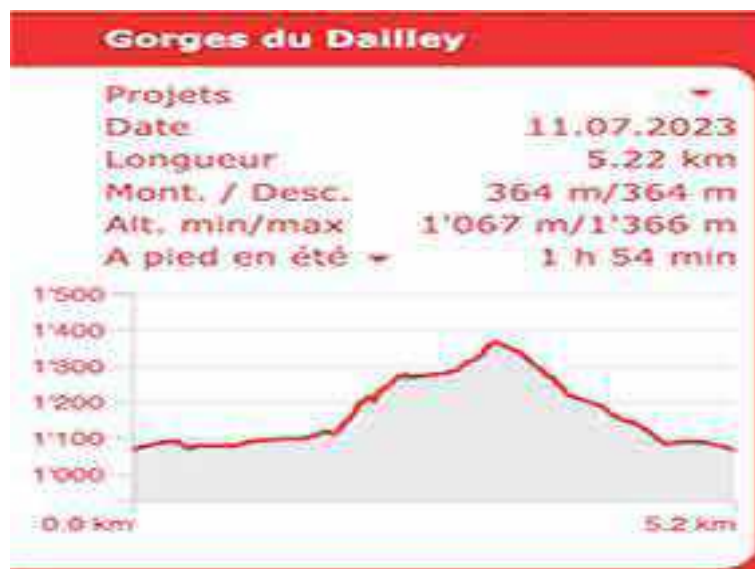 Gorges du Dailley
Projets
Date 11.07.2023
Longueur 5.22 km
Mont. / Desc. 364 m/364 m
Alt. min/max 1'067 m/1'366 m
A pied en été 1 h 54 min
1'500
1'400
1'300
1'200
1'100
1'000
0.0 km 5.2 km